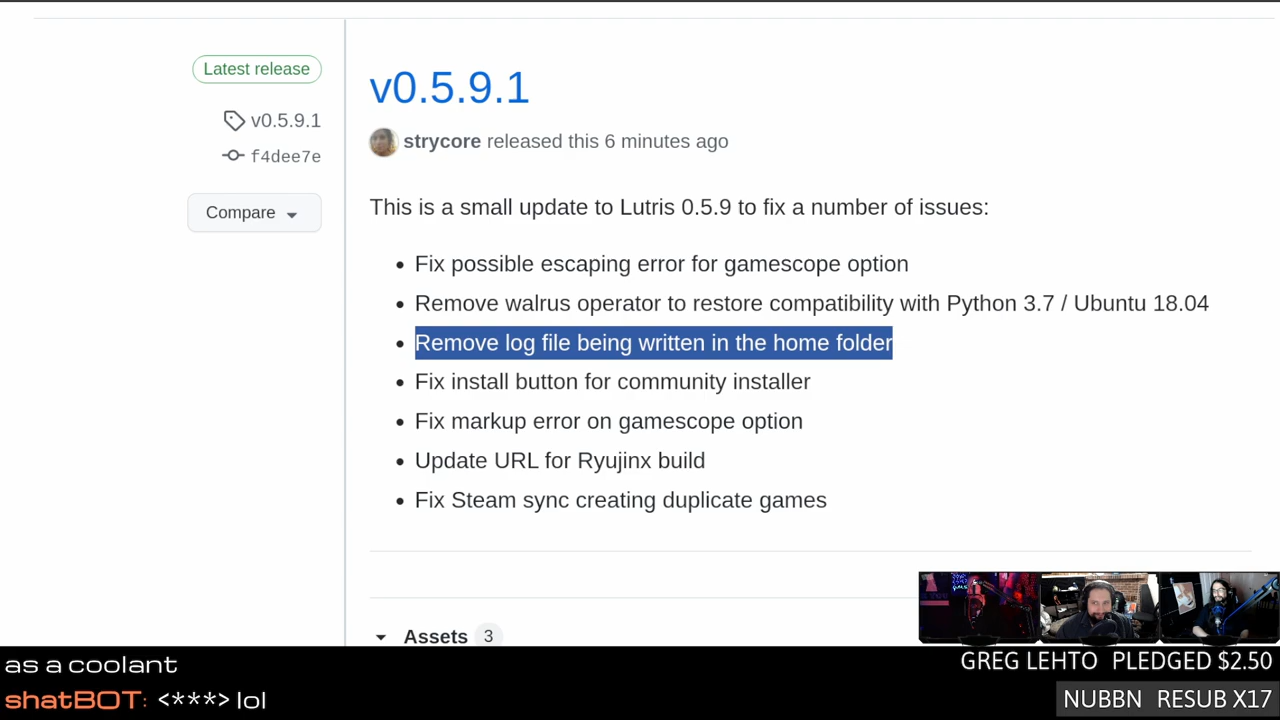 Latest release
v0.5.9.1
f4dee7e
Compare
v0.5.9.1
strycore released this 6 minutes ago
This is a small update to Lutris 0.5.9 to fix a number of issues:
• Fix possible escaping error for gamescope option
• Remove walrus operator to restore compatibility with Python 3.7 / Ubuntu 18.04
• Remove log file being written in the home folder
• Fix install button for community installer
• Fix markup error on gamescope option
• Update URL for Ryujinx build
• Fix Steam sync creating duplicate games
Assets 3
as a coolant
shatBOT: <***> lol
GREG LEHTO PLEDGED $2.50
NUBBN RESUB X17